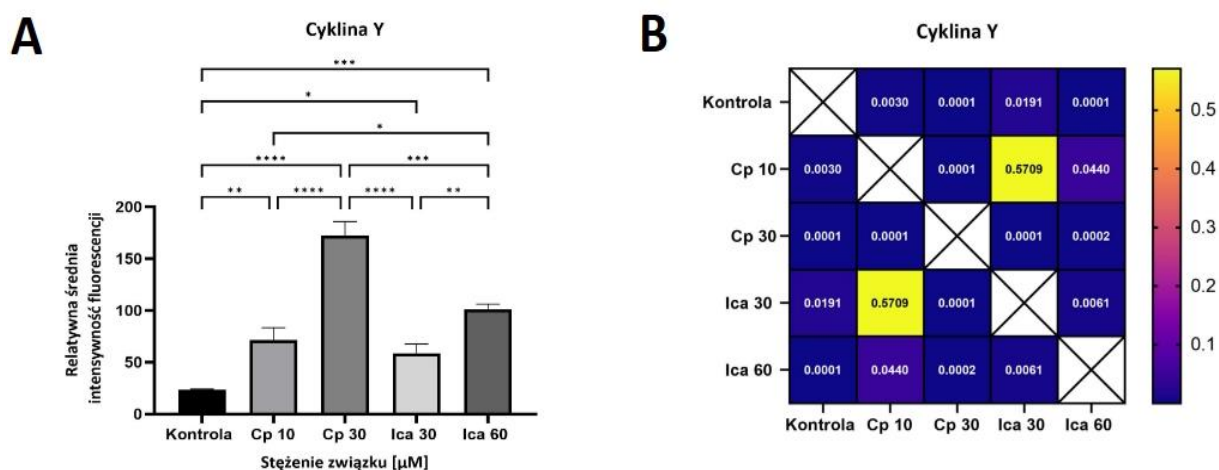 A
Cyklina Y
***
*
*
**** ***
** **** **** **
Relatywna średnia
intensywność fluorescencji
200
150
100
50
0
Kontrola Cp 10 Cp 30 Ica 30 Ica 60
Stężenie związku [µM]
B
Cyklina Y
Kontrola 0.0030 0.0001 0.0191 0.0001
Cp 10 0.0030 0.0001 0.5709 0.0440
Cp 30 0.0001 0.0001 0.0001 0.0002
Ica 30 0.0191 0.5709 0.0001 0.0061
Ica 60 0.0001 0.0440 0.0002 0.0061
Kontrola Cp 10 Cp 30 Ica 30 Ica 60
0.5
0.4
0.3
0.2
0.1